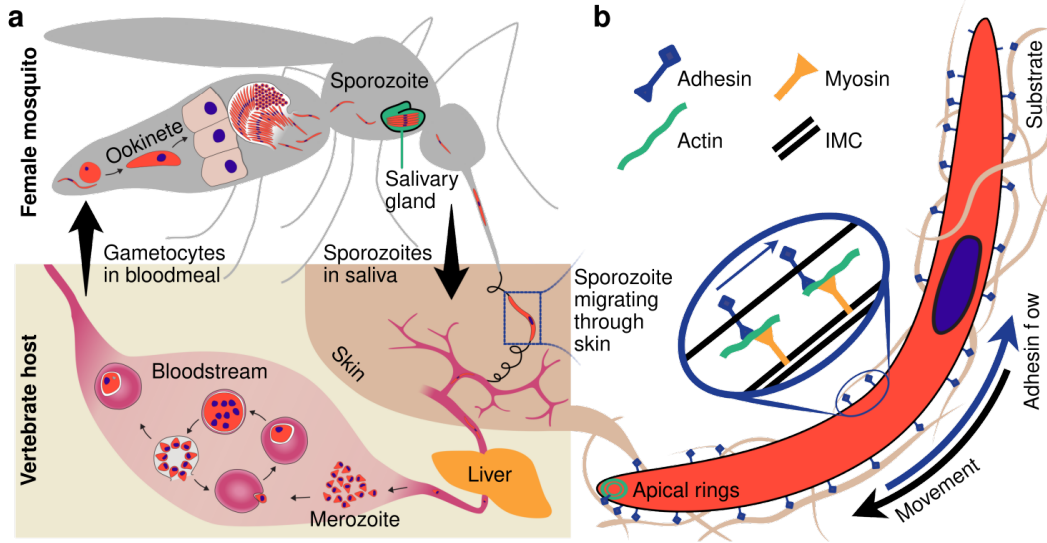 a
Female mosquito
Ookinete
Sporozoite
Salivary
gland
Gametocytes
in bloodmeal
Sporozoites
in saliva
Sporozoite
migrating
through
skin
Vertebrate host
Skin
Bloodstream
Merozoite
Liver
b
Adhesin
Myosin
Actin
IMC
Substrate
Adhesin f ow
Movement
Apical rings